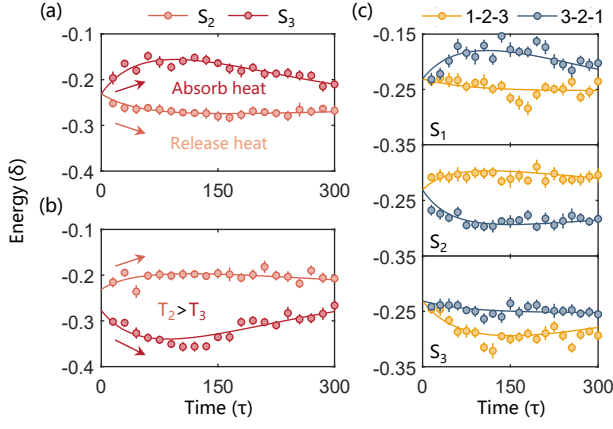 (a)
S₂
S₃
-0.1
-0.2
-0.3
-0.4
Absorb heat
Release heat
0
150
300
(b)
-0.1
-0.2
-0.3
-0.4
T₂>T₃
0
150
300
Energy (δ)
Time (τ)
(c)
1-2-3
3-2-1
-0.15
-0.25
-0.35
S₁
-0.25
-0.35
S₂
-0.25
-0.35
S₃
0
150
300
Time (τ)